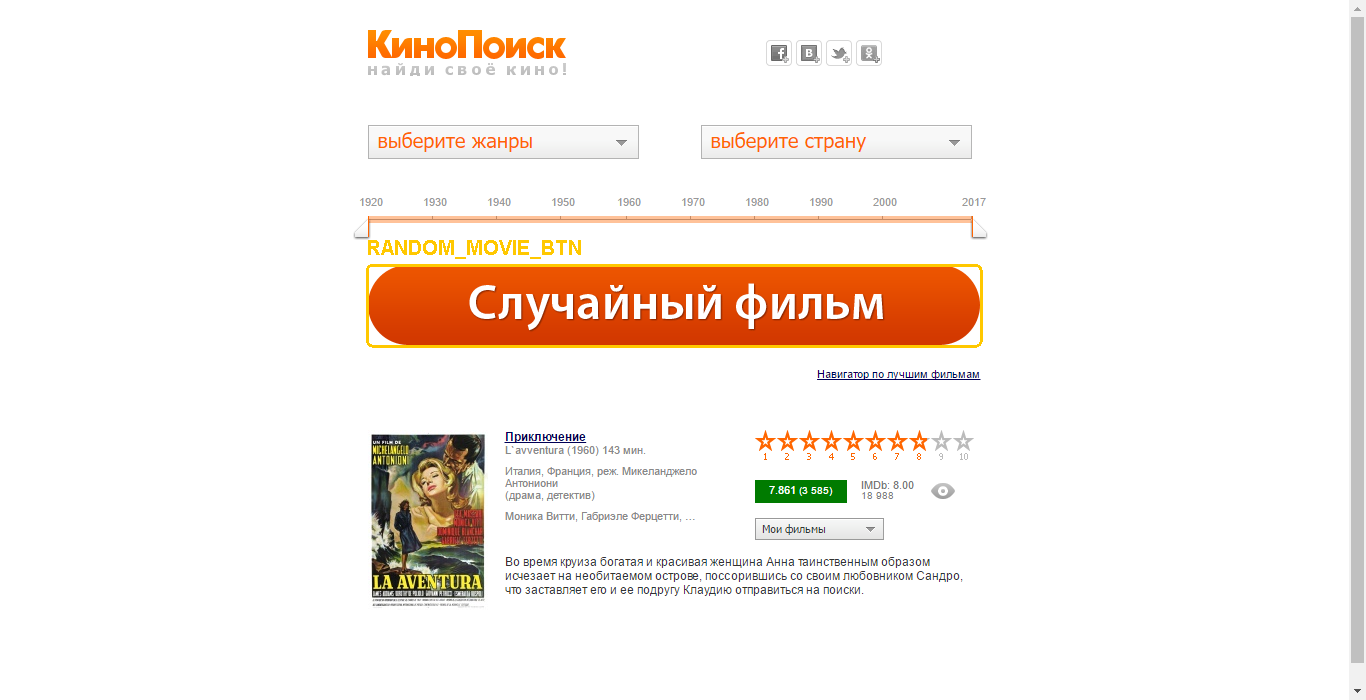 КиноПоиск
найди своё кино!
выберите жанры
выберите страну
1920 1930 1940 1950 1960 1970 1980 1990 2000 2017
RANDOM_MOVIE_BTN
Случайный фильм
Навигатор по лучшим фильмам
UN FILM DE
MICHELANGELO
ANTONIONI
LA AVENTURA
Приключение
L`avventura (1960) 143 мин.
Италия, Франция, реж. Микеланджело
Антониони
(драма, детектив)
Моника Витти, Габриэле Ферцетти, ...
1 2 3 4 5 6 7 8 9 10
7.861 (3 585)
IMDb: 8.00
18 988
Мои фильмы
Во время круиза богатая и красивая женщина Анна таинственным образом
исчезает на необитаемом острове, поссорившись со своим любовником Сандро,
что заставляет его и ее подругу Клаудию отправиться на поиски.